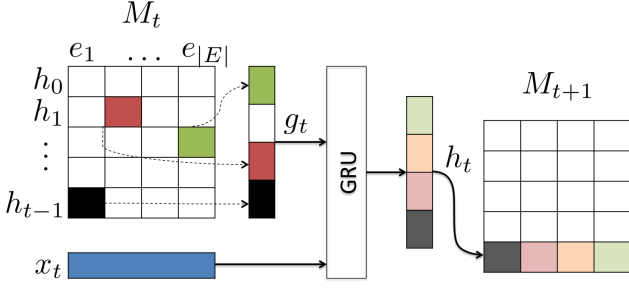 M_t
e_1 ... e_{|E|}
h_0
h_1
⋮
h_{t-1}
x_t
g_t
GRU
h_t
M_{t+1}